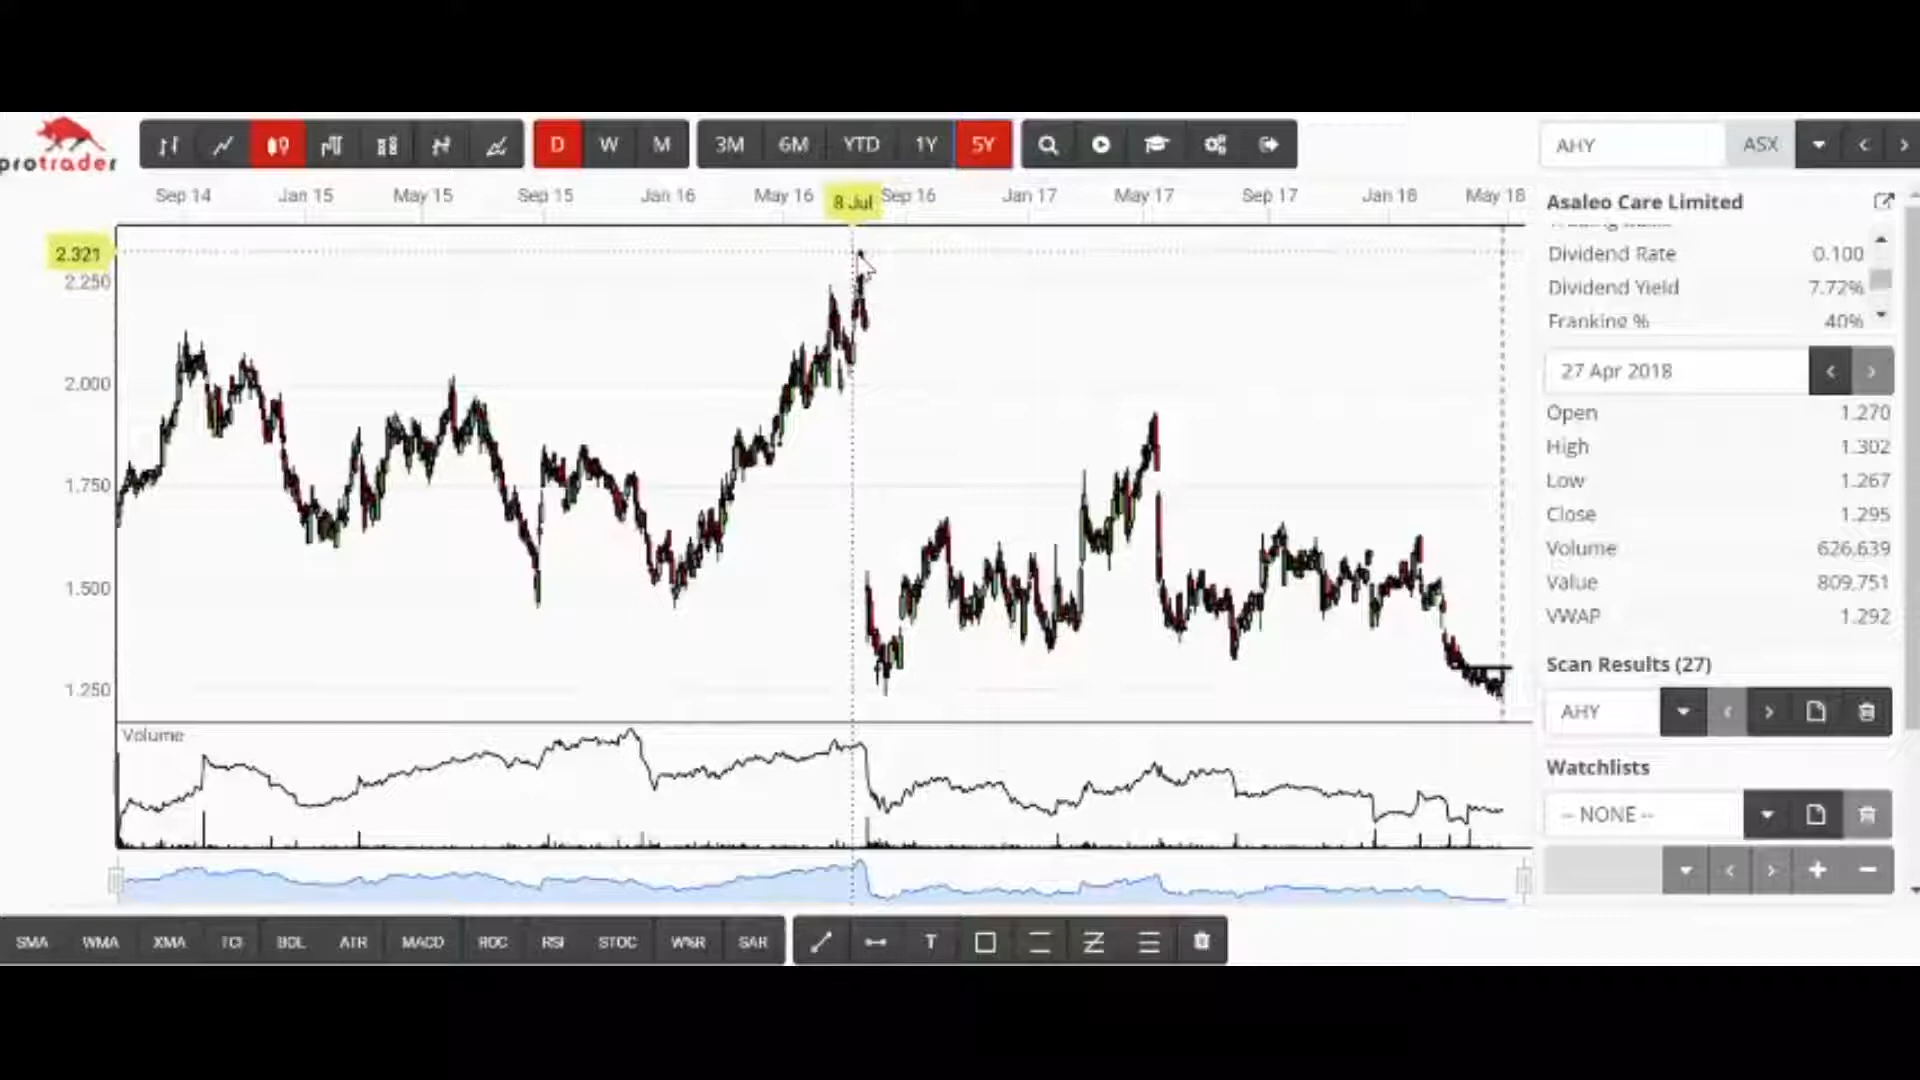 protrader
D W M
3M 6M YTD 1Y 5Y
AHY ASX
Sep 14 Jan 15 May 15 Sep 15 Jan 16 May 16 8 Jul Sep 16 Jan 17 May 17 Sep 17 Jan 18 May 18
2.321
2.250
2.000
1.750
1.500
1.250
Volume
Asaleo Care Limited
Dividend Rate 0.100
Dividend Yield 7.72%
Franking % 40%
27 Apr 2018
Open 1.270
High 1.302
Low 1.267
Close 1.295
Volume 626,639
Value 809,751
VWAP 1.292
Scan Results (27)
AHY
Watchlists
-- NONE --
SMA WMA XMA TCI BOL ATR MACD ROC RSI STOC W%R SAR
T